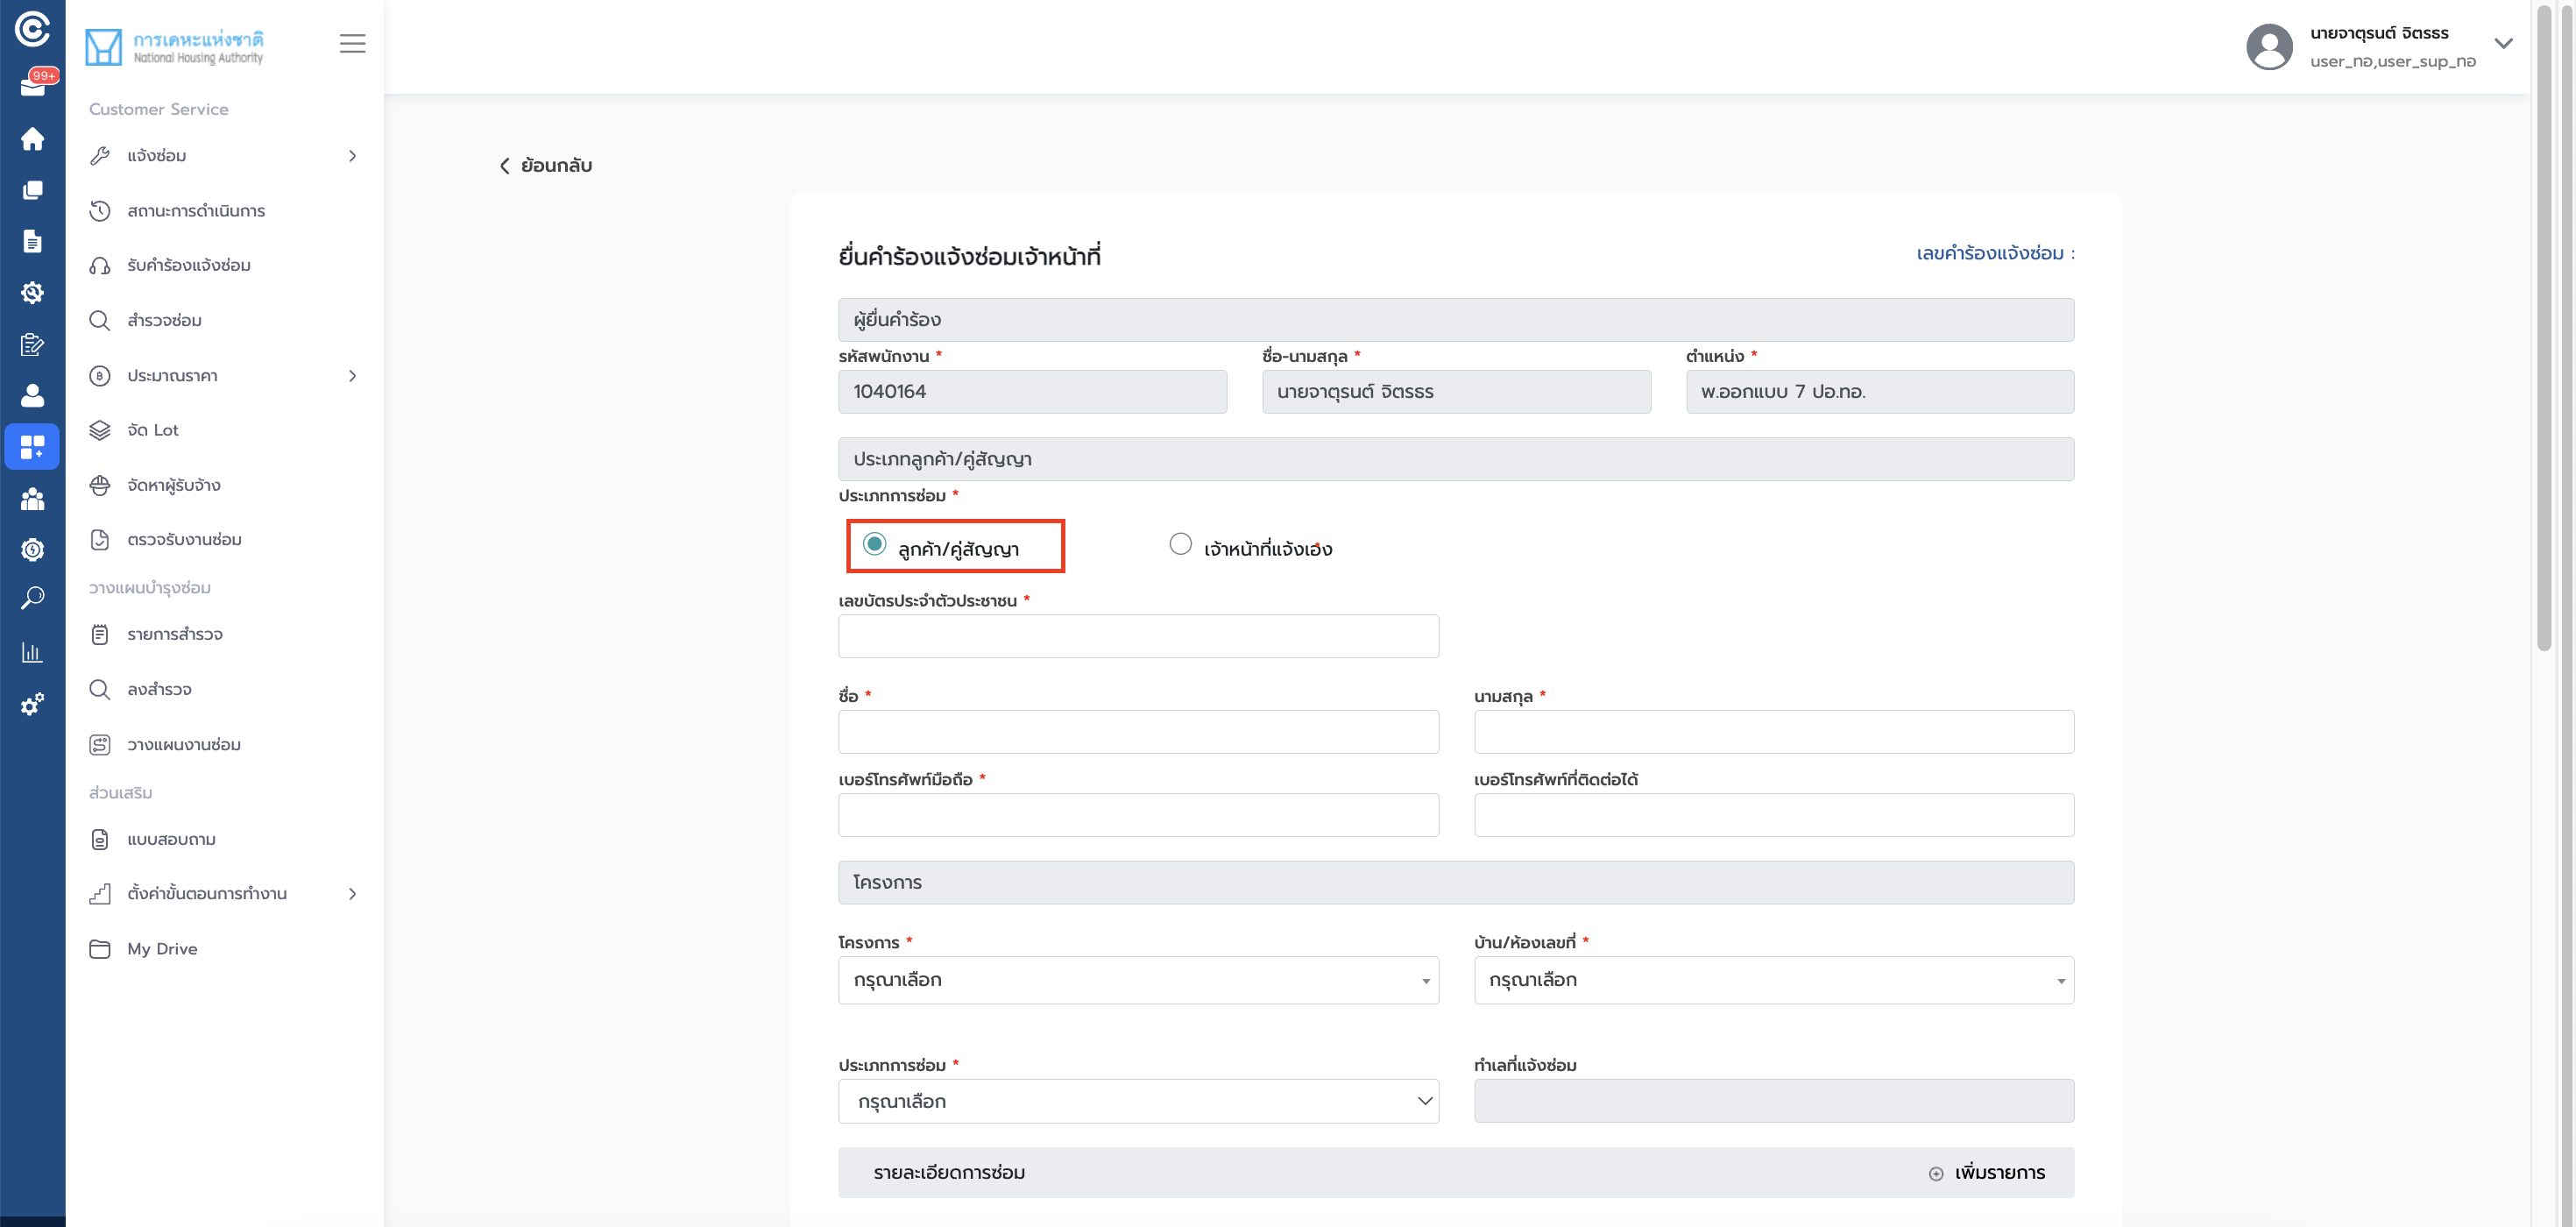 99+
การเคหะแห่งชาติ
National Housing Authority
Customer Service
แจ้งซ่อม
สถานะการดำเนินการ
รับคำร้องแจ้งซ่อม
สำรวจซ่อม
ประมาณราคา
จัด Lot
จัดหาผู้รับจ้าง
ตรวจรับงานซ่อม
วางแผนบำรุงซ่อม
รายการสำรวจ
ลงสำรวจ
วางแผนงานซ่อม
ส่วนเสริม
แบบสอบถาม
ตั้งค่าขั้นตอนการทำงาน
My Drive
นายจาตุรนต์ จิตรธร
user_ทอ,user_sup_ทอ
ย้อนกลับ
ยื่นคำร้องแจ้งซ่อมเจ้าหน้าที่
เลขคำร้องแจ้งซ่อม :
ผู้ยื่นคำร้อง
รหัสพนักงาน * ชื่อ-นามสกุล * ตำแหน่ง *
1040164 นายจาตุรนต์ จิตรธร พ.ออกแบบ 7 ปอ.ทอ.
ประเภทลูกค้า/คู่สัญญา
ประเภทการซ่อม *
ลูกค้า/คู่สัญญา เจ้าหน้าที่แจ้งเอง
เลขบัตรประจำตัวประชาชน *
ชื่อ * นามสกุล *
เบอร์โทรศัพท์มือถือ * เบอร์โทรศัพท์ที่ติดต่อได้
โครงการ
โครงการ * บ้าน/ห้องเลขที่ *
กรุณาเลือก กรุณาเลือก
ประเภทการซ่อม * ทำเลที่แจ้งซ่อม
กรุณาเลือก
รายละเอียดการซ่อม เพิ่มรายการ